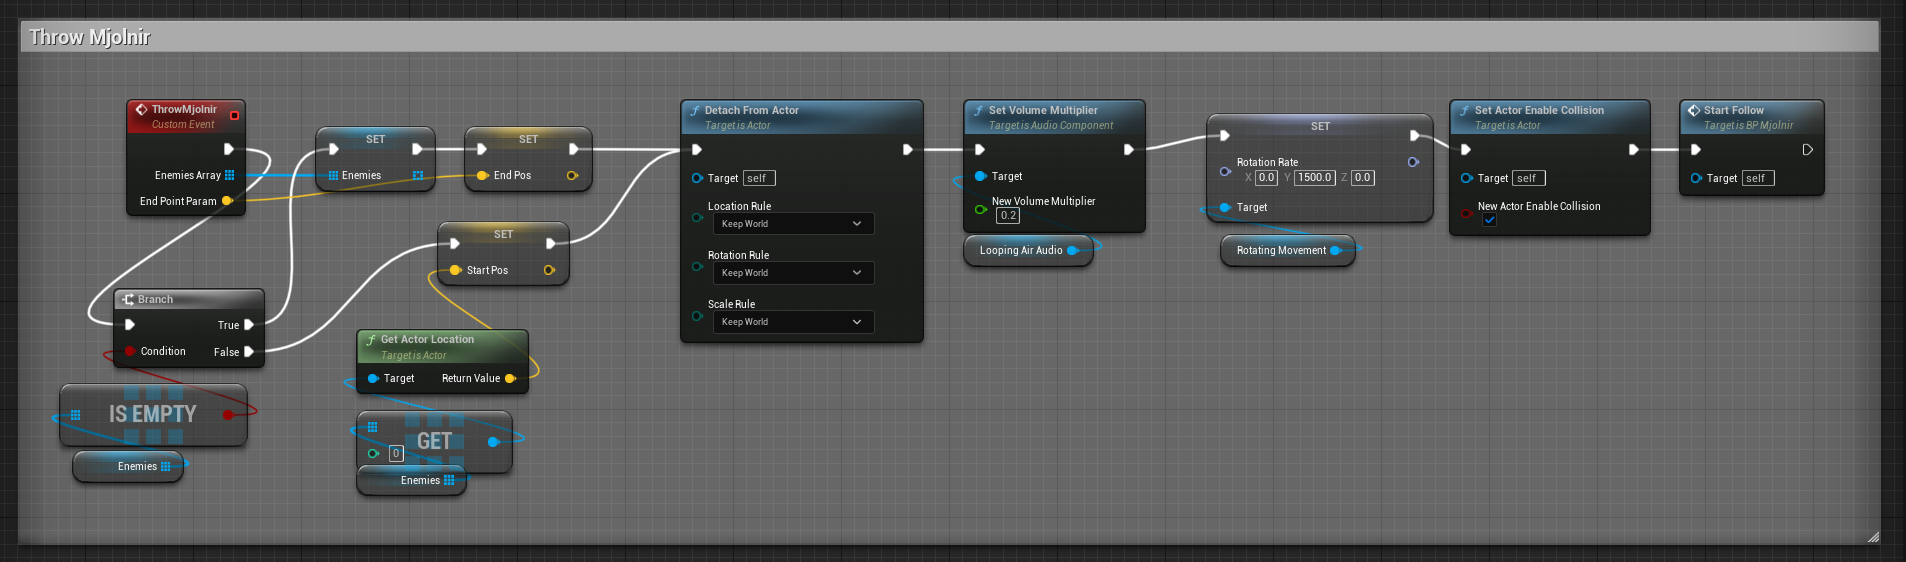 Throw Mjolnir
ThrowMjolnir
Custom Event
Enemies Array
End Point Param
SET
Enemies
SET
End Pos
SET
Start Pos
Branch
True
Condition
False
IS EMPTY
Enemies
Get Actor Location
Target is Actor
Target
Return Value
GET
0
Enemies
Detach From Actor
Target is Actor
Target self
Location Rule
Keep World
Rotation Rule
Keep World
Scale Rule
Keep World
Set Volume Multiplier
Target is Audio Component
Target
New Volume Multiplier
0.2
Looping Air Audio
SET
Rotation Rate
X 0.0 Y 1500.0 Z 0.0
Target
Rotating Movement
Set Actor Enable Collision
Target is Actor
Target self
New Actor Enable Collision
Start Follow
Target is BP Mjolnir
Target self